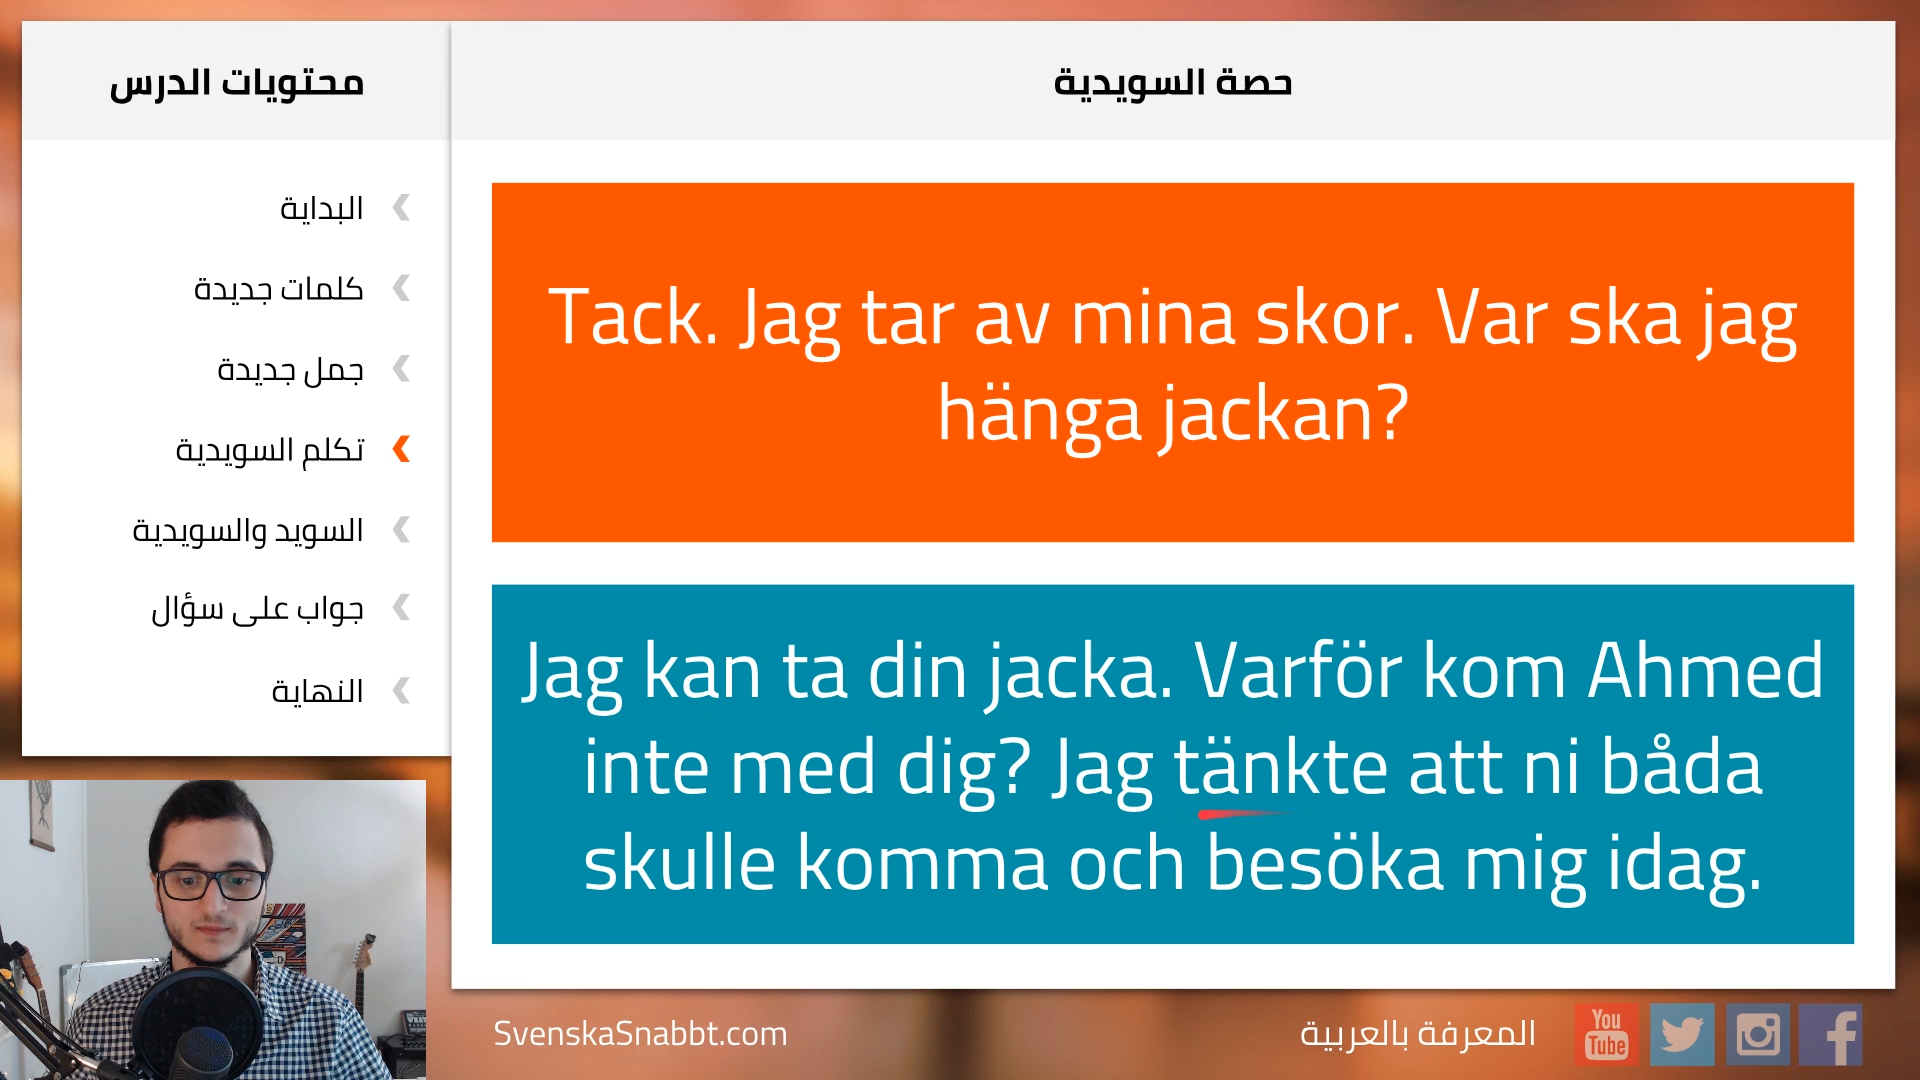 محتويات الدرس
حصة السويدية
البداية
كلمات جديدة
جمل جديدة
تكلم السويدية
السويد والسويدية
جواب على سؤال
النهاية
Tack. Jag tar av mina skor. Var ska jag
hänga jackan?
Jag kan ta din jacka. Varför kom Ahmed
inte med dig? Jag tänkte att ni båda
skulle komma och besöka mig idag.
SvenskaSnabbt.com
المعرفة بالعربية
You
Tube